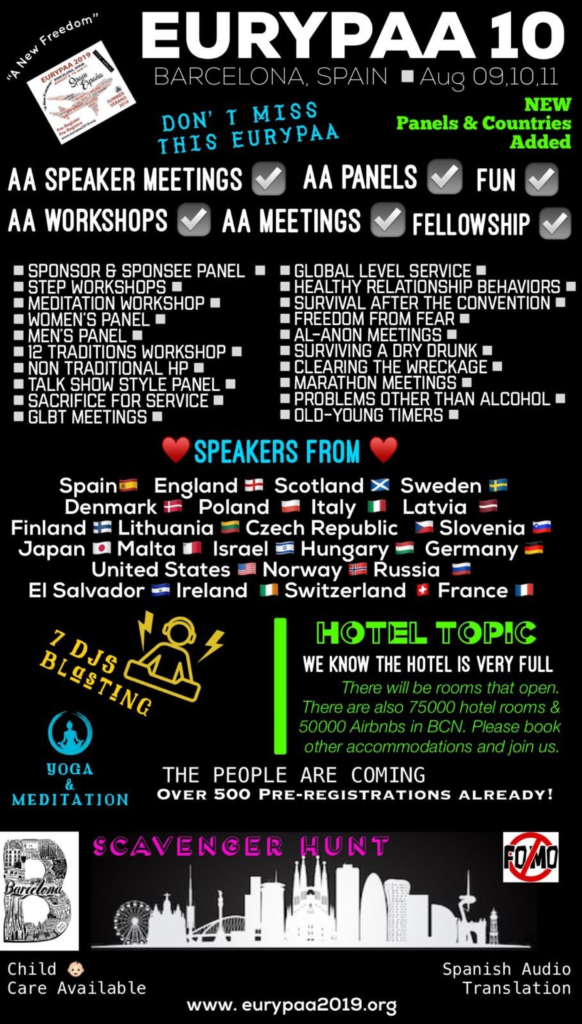 "A New Freedom"
EURYPAA 10
BARCELONA, SPAIN ■ Aug 09,10,11
EURYPAA 2019
Spain
España
DON'T MISS
THIS EURYPAA
NEW
Panels & Countries
Added
AA SPEAKER MEETINGS ✔ AA PANELS ✔ FUN ✔
AA WORKSHOPS ✔ AA MEETINGS ✔ FELLOWSHIP ✔
■ SPONSOR & SPONSEE PANEL ■
■ STEP WORKSHOPS ■
■ MEDITATION WORKSHOP ■
■ WOMEN'S PANEL ■
■ MEN'S PANEL ■
■ 12 TRADITIONS WORKSHOP ■
■ NON TRADITIONAL HP ■
■ TALK SHOW STYLE PANEL ■
■ SACRIFICE FOR SERVICE ■
■ GLBT MEETINGS ■
■ GLOBAL LEVEL SERVICE ■
■ HEALTHY RELATIONSHIP BEHAVIORS ■
■ SURVIVAL AFTER THE CONVENTION ■
■ FREEDOM FROM FEAR ■
■ AL-ANON MEETINGS ■
■ SURVIVING A DRY DRUNK ■
■ CLEARING THE WRECKAGE ■
■ MARATHON MEETINGS ■
■ PROBLEMS OTHER THAN ALCOHOL ■
■ OLD-YOUNG TIMERS ■
♥ SPEAKERS FROM ♥
Spain 🇪🇸 England 🏴󠁧󠁢󠁥󠁮󠁧󠁿 Scotland 🏴󠁧󠁢󠁳󠁣󠁴󠁿 Sweden 🇸🇪
Denmark 🇩🇰 Poland 🇵🇱 Italy 🇮🇹 Latvia 🇱🇻
Finland 🇫🇮 Lithuania 🇱🇹 Czech Republic 🇨🇿 Slovenia 🇸🇮
Japan 🇯🇵 Malta 🇲🇹 Israel 🇮🇱 Hungary 🇭🇺 Germany 🇩🇪
United States 🇺🇸 Norway 🇳🇴 Russia 🇷🇺
El Salvador 🇸🇻 Ireland 🇮🇪 Switzerland 🇨🇭 France 🇫🇷
7 DJS
BLaSTING
HOTEL TOPIC
WE KNOW THE HOTEL IS VERY FULL
There will be rooms that open.
There are also 75000 hotel rooms &
50000 Airbnbs in BCN. Please book
other accommodations and join us.
YOGA
&
MEDITATION
THE PEOPLE ARE COMING
OVER 500 PRE-REGISTRATIONS ALREADY!
SCAVENGER HUNT
Barcelona
FOMO
Child 👶🏻
Care Available
Spanish Audio
Translation
www. eurypaa2019.org